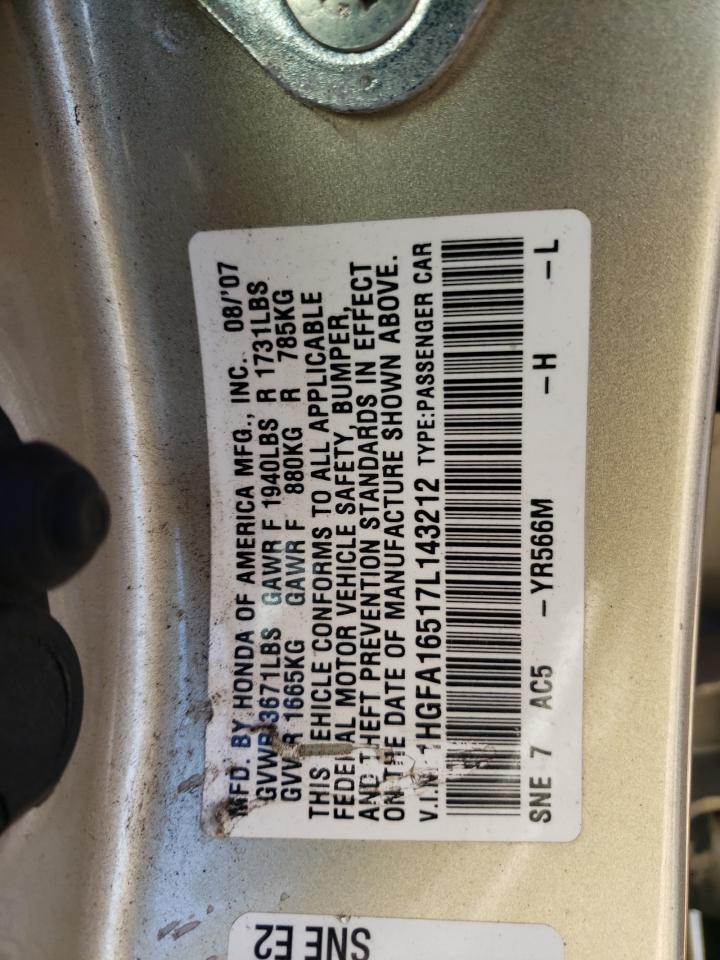 MFD. BY HONDA OF AMERICA MFG., INC. 08/'07
GVWR 3671LBS GAWR F 1940LBS R 1731LBS
GVWR 1665KG GAWR F 880KG R 785KG
THIS VEHICLE CONFORMS TO ALL APPLICABLE
FEDERAL MOTOR VEHICLE SAFETY, BUMPER,
AND THEFT PREVENTION STANDARDS IN EFFECT
ON THE DATE OF MANUFACTURE SHOWN ABOVE.
V.I.N. 1HGFA16517L143212 TYPE:PASSENGER CAR
SNE 7 AC5 –YR566M –H –L
SNE E2